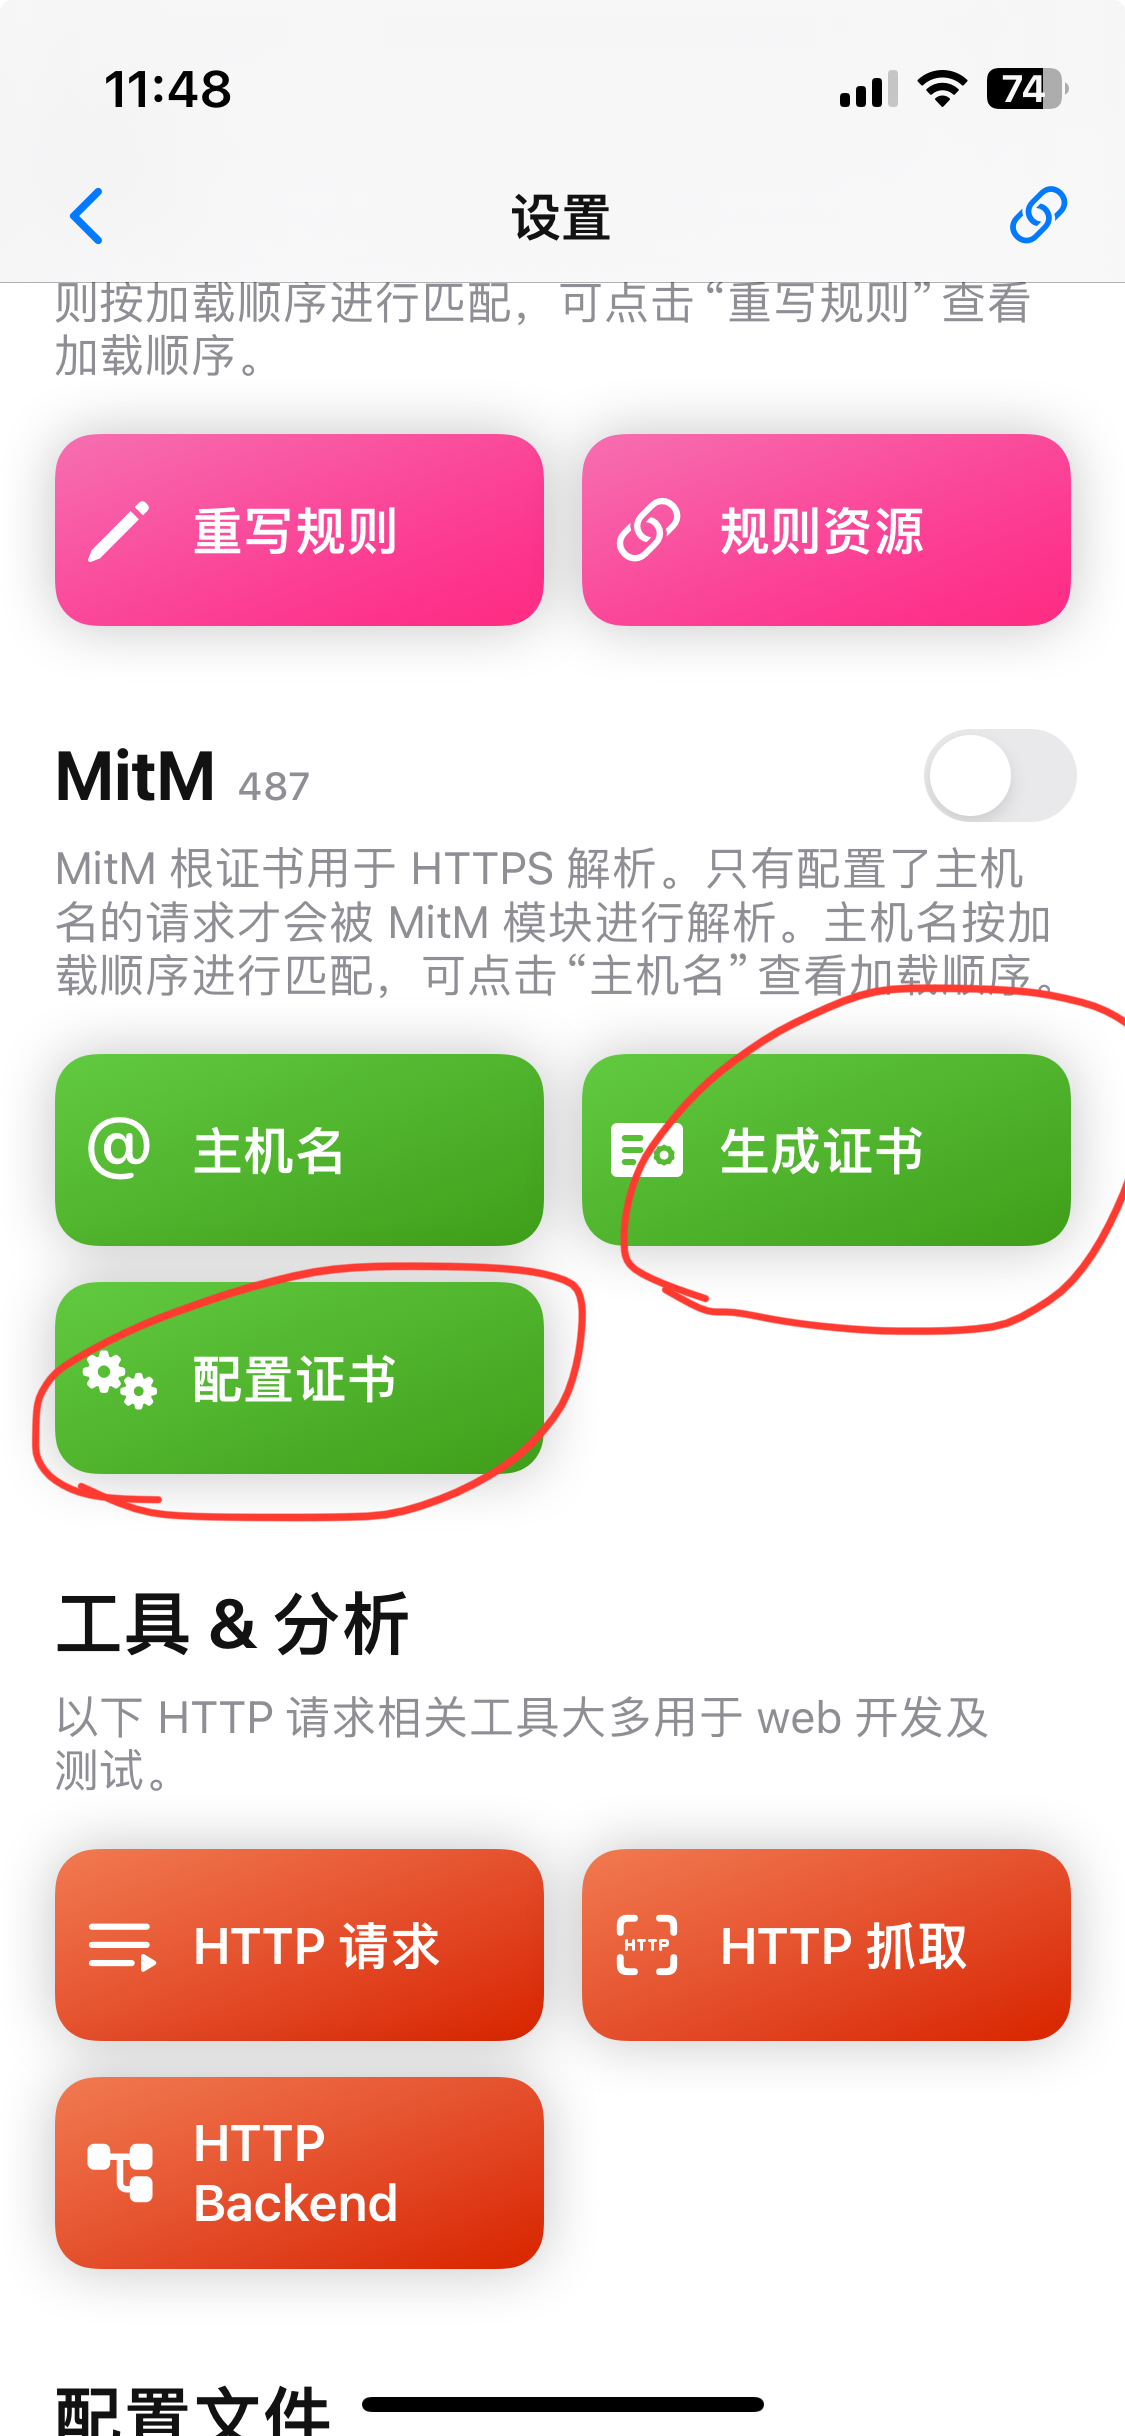 11:48
74
设置
则按加载顺序进行匹配，可点击“重写规则”查看
加载顺序。
重写规则
规则资源
MitM 487
MitM 根证书用于 HTTPS 解析。只有配置了主机
名的请求才会被 MitM 模块进行解析。主机名按加
载顺序进行匹配，可点击“主机名”查看加载顺序。
@ 主机名
生成证书
配置证书
工具 & 分析
以下 HTTP 请求相关工具大多用于 web 开发及
测试。
HTTP 请求
HTTP
HTTP 抓取
HTTP
Backend
配置文件